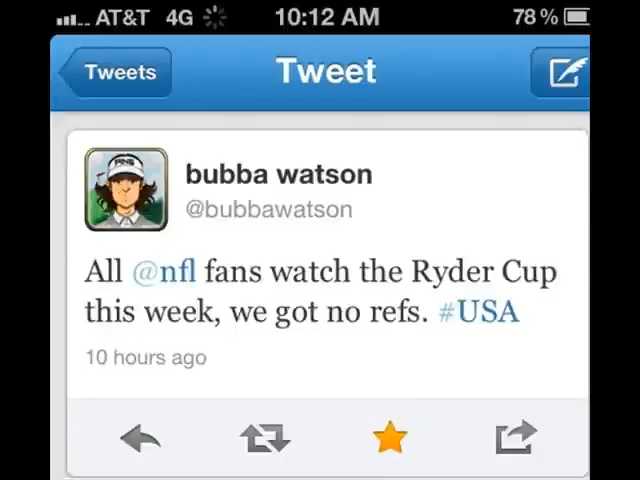 AT&T 4G 10:12 AM 78%
Tweets Tweet
PING
bubba watson
@bubbawatson
All @nfl fans watch the Ryder Cup
this week, we got no refs. #USA
10 hours ago